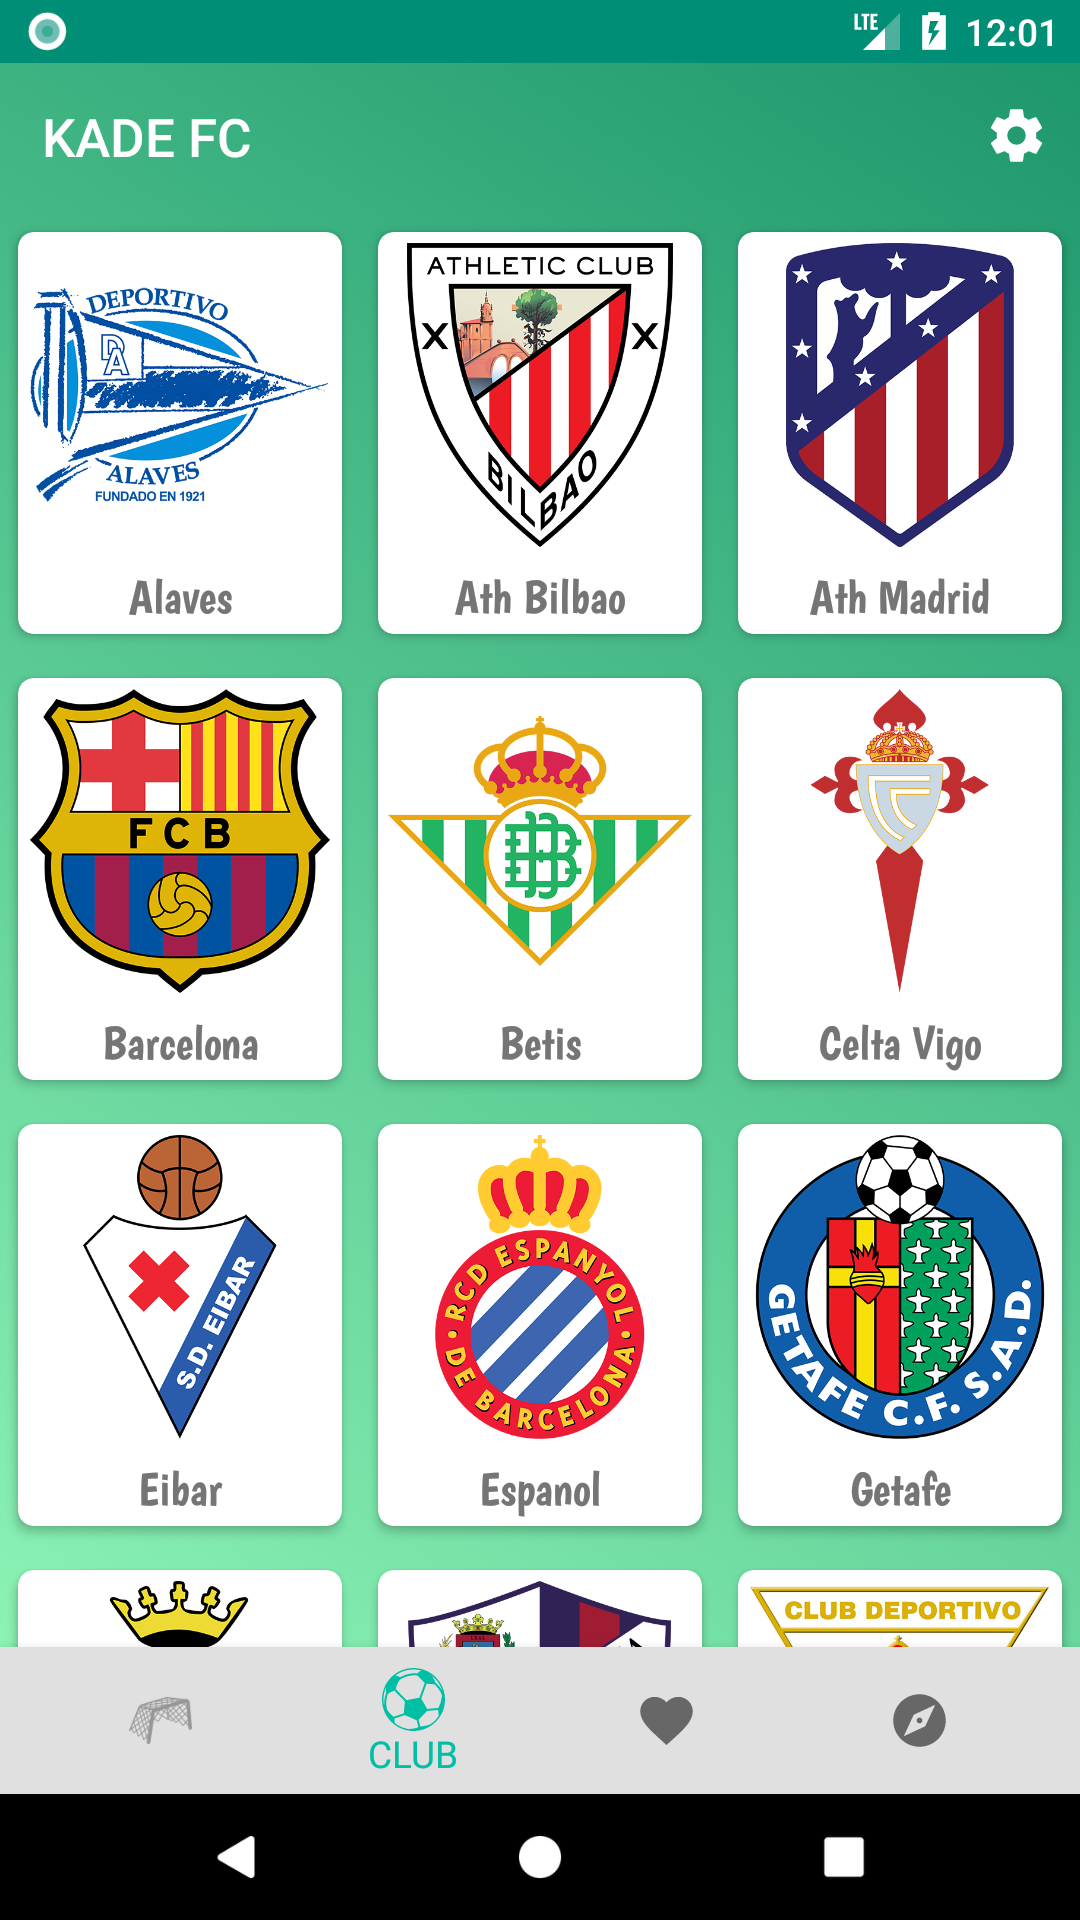 LTE 12:01
KADE FC
DEPORTIVO
DA
ALAVES
FUNDADO EN 1921
Alaves
ATHLETIC CLUB
X X
BILBAO
Ath Bilbao
Ath Madrid
FCB
Barcelona
B
Betis
Celta Vigo
S.D. EIBAR
Eibar
RCD ESPANYOL
DE BARCELONA
Espanol
GETAFE C.F. S.A.D.
Getafe
CLUB DEPORTIVO
CLUB